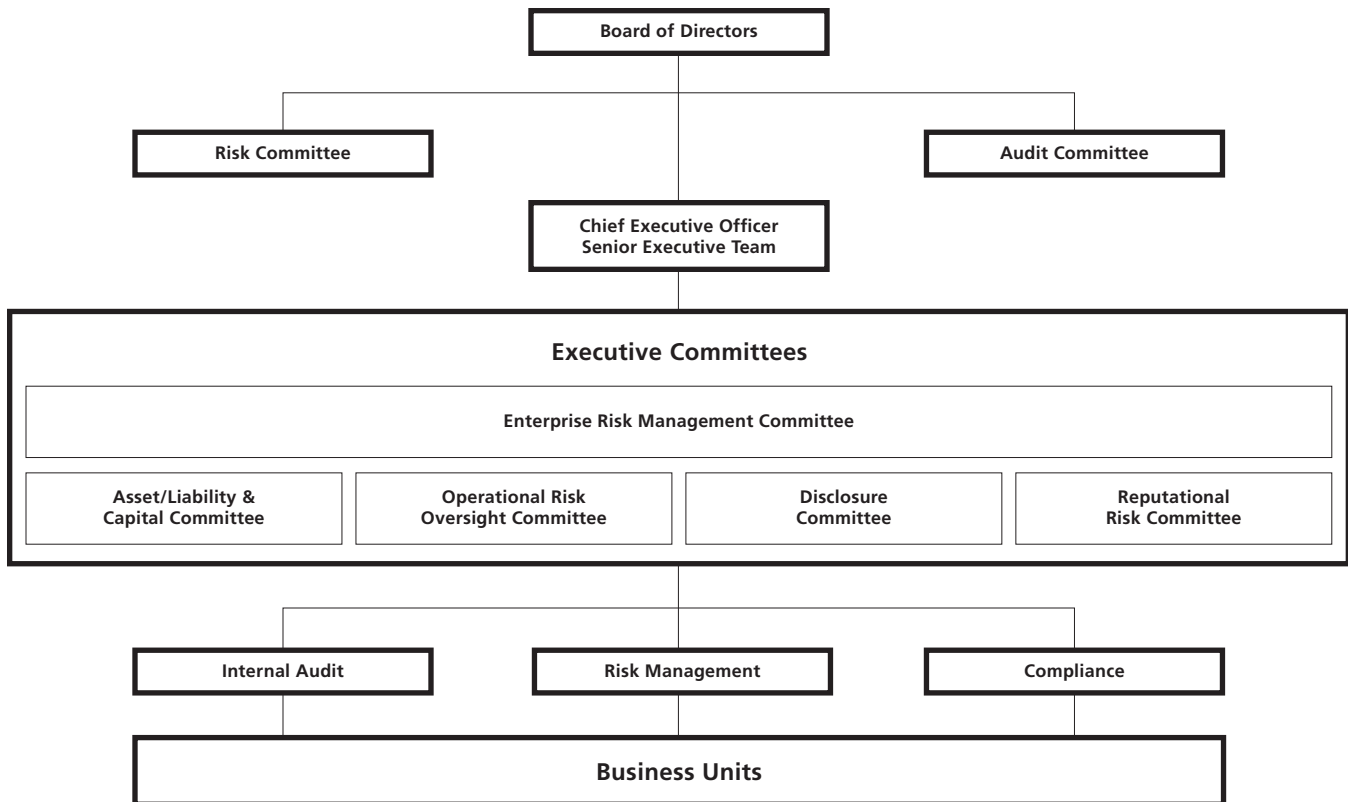 Board of Directors
Risk Committee
Audit Committee
Chief Executive Officer
Senior Executive Team
Executive Committees
Enterprise Risk Management Committee
Asset/Liability &
Capital Committee
Operational Risk
Oversight Committee
Disclosure
Committee
Reputational
Risk Committee
Internal Audit
Risk Management
Compliance
Business Units